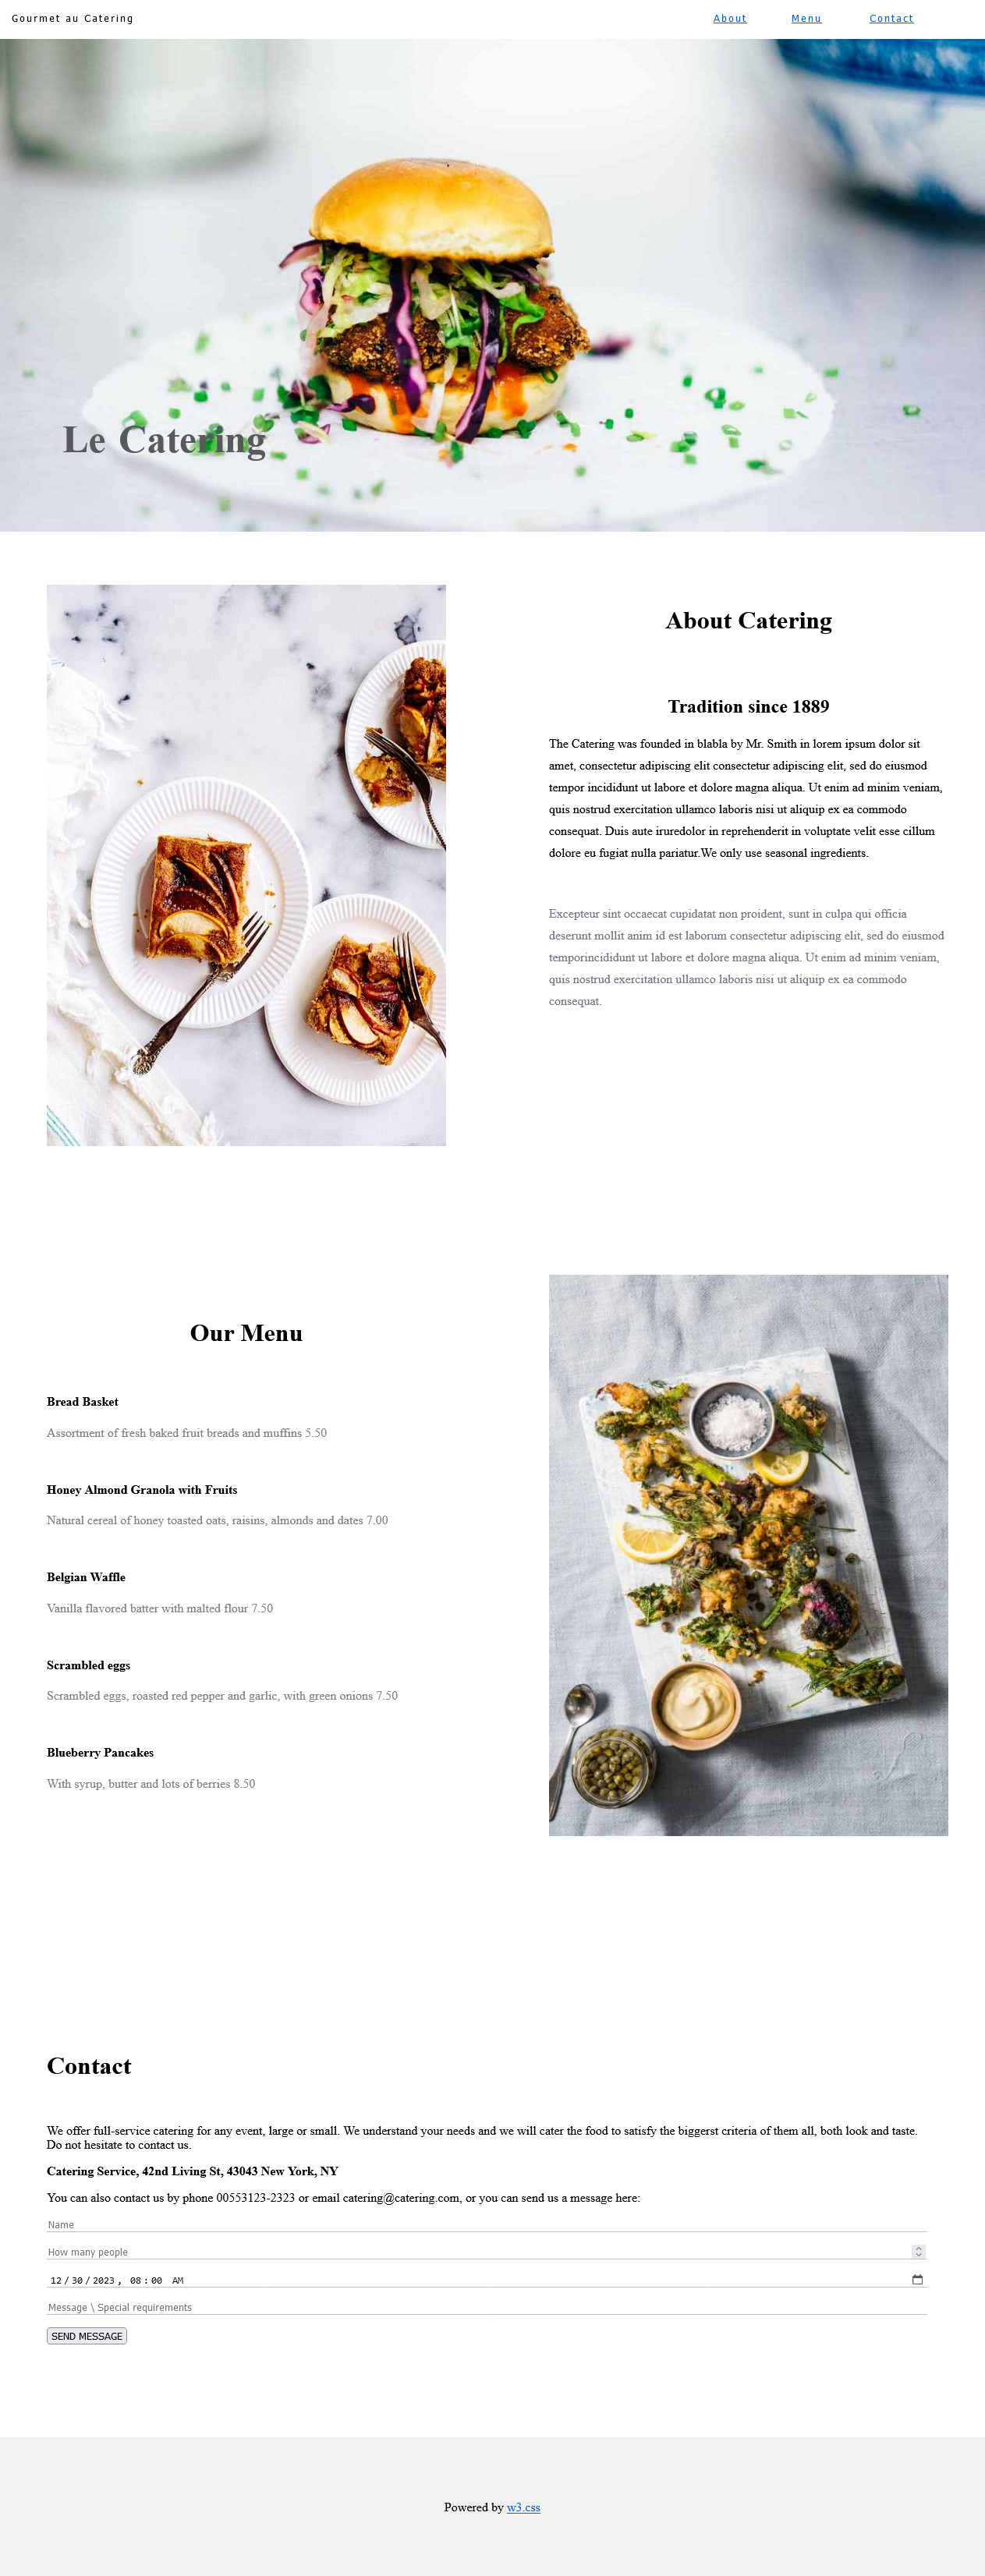 Gourmet au Catering
About Menu Contact
Le Catering
About Catering
Tradition since 1889
The Catering was founded in blabla by Mr. Smith in lorem ipsum dolor sit
amet, consectetur adipiscing elit consectetur adipiscing elit, sed do eiusmod
tempor incididunt ut labore et dolore magna aliqua. Ut enim ad minim veniam,
quis nostrud exercitation ullamco laboris nisi ut aliquip ex ea commodo
consequat. Duis aute iruredolor in reprehenderit in voluptate velit esse cillum
dolore eu fugiat nulla pariatur.We only use seasonal ingredients.
Excepteur sint occaecat cupidatat non proident, sunt in culpa qui officia
deserunt mollit anim id est laborum consectetur adipiscing elit, sed do eiusmod
temporincididunt ut labore et dolore magna aliqua. Ut enim ad minim veniam,
quis nostrud exercitation ullamco laboris nisi ut aliquip ex ea commodo
consequat.
Our Menu
Bread Basket
Assortment of fresh baked fruit breads and muffins 5.50
Honey Almond Granola with Fruits
Natural cereal of honey toasted oats, raisins, almonds and dates 7.00
Belgian Waffle
Vanilla flavored batter with malted flour 7.50
Scrambled eggs
Scrambled eggs, roasted red pepper and garlic, with green onions 7.50
Blueberry Pancakes
With syrup, butter and lots of berries 8.50
Contact
We offer full-service catering for any event, large or small. We understand your needs and we will cater the food to satisfy the biggerst criteria of them all, both look and taste.
Do not hesitate to contact us.
Catering Service, 42nd Living St, 43043 New York, NY
You can also contact us by phone 00553123-2323 or email catering@catering.com, or you can send us a message here:
Name
How many people
12/30/2023, 08:00 AM
Message \ Special requirements
SEND MESSAGE
Powered by w3.css